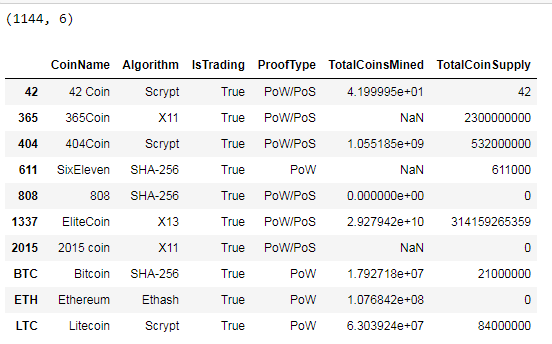 (1144, 6)
CoinName Algorithm IsTrading ProofType TotalCoinsMined TotalCoinSupply
42 42 Coin Scrypt True PoW/PoS 4.199995e+01 42
365 365Coin X11 True PoW/PoS NaN 2300000000
404 404Coin Scrypt True PoW/PoS 1.055185e+09 532000000
611 SixEleven SHA-256 True PoW NaN 611000
808 808 SHA-256 True PoW/PoS 0.000000e+00 0
1337 EliteCoin X13 True PoW/PoS 2.927942e+10 314159265359
2015 2015 coin X11 True PoW/PoS NaN 0
BTC Bitcoin SHA-256 True PoW 1.792718e+07 21000000
ETH Ethereum Ethash True PoW 1.076842e+08 0
LTC Litecoin Scrypt True PoW 6.303924e+07 84000000